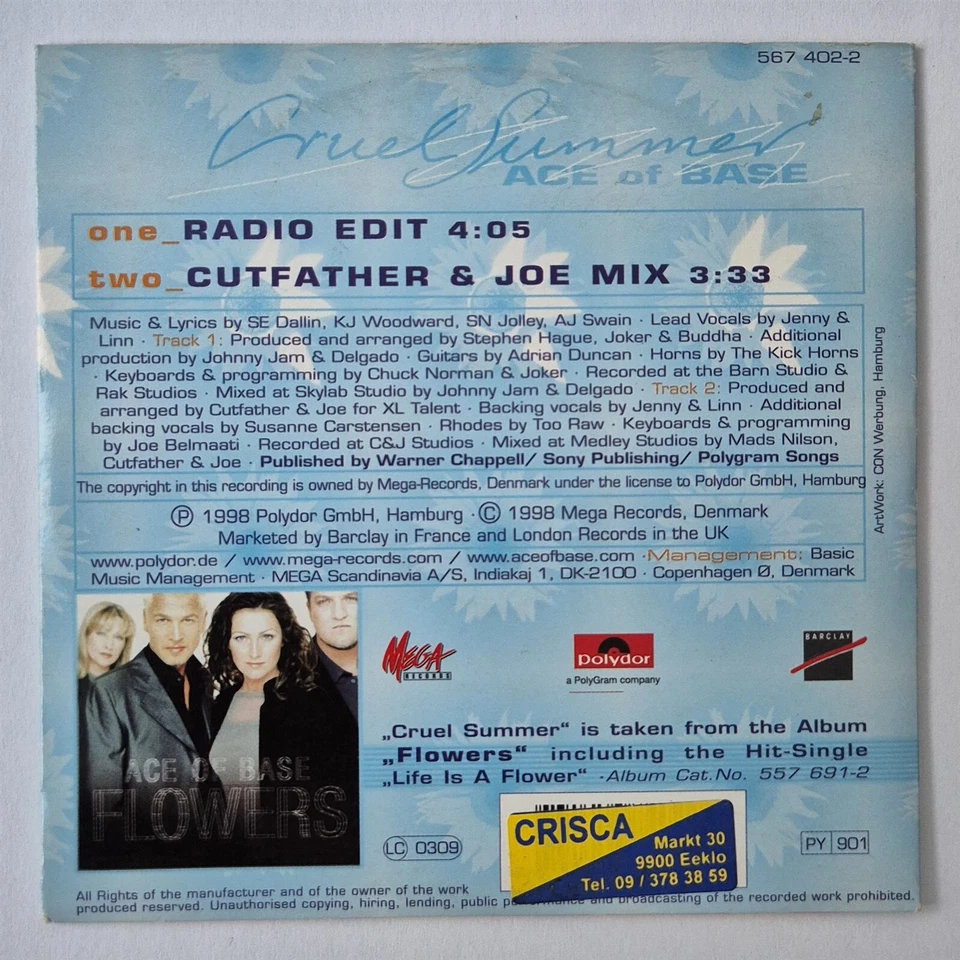 567 402-2
Cruel Summer
ACE of BASE
one_RADIO EDIT 4:05
two_CUTFATHER & JOE MIX 3:33
Music & Lyrics by SE Dallin, KJ Woodward, SN Jolley, AJ Swain · Lead Vocals by Jenny &
Linn · Track 1: Produced and arranged by Stephen Hague, Joker & Buddha · Additional
production by Johnny Jam & Delgado · Guitars by Adrian Duncan · Horns by The Kick Horns
· Keyboards & programming by Chuck Norman & Joker · Recorded at the Barn Studio &
Rak Studios · Mixed at Skylab Studio by Johnny Jam & Delgado · Track 2: Produced and
arranged by Cutfather & Joe for XL Talent · Backing vocals by Jenny & Linn · Additional
backing vocals by Susanne Carstensen · Rhodes by Too Raw · Keyboards & programming
by Joe Belmaati · Recorded at C&J Studios · Mixed at Medley Studios by Mads Nilson,
Cutfather & Joe · Published by Warner Chappell/ Sony Publishing/ Polygram Songs
The copyright in this recording is owned by Mega-Records, Denmark under the license to Polydor GmbH, Hamburg
℗ 1998 Polydor GmbH, Hamburg · © 1998 Mega Records, Denmark
Marketed by Barclay in France and London Records in the UK
www.polydor.de / www.mega-records.com / www.aceofbase.com ·Management: Basic
Music Management · MEGA Scandinavia A/S, Indiakaj 1, DK-2100 · Copenhagen Ø, Denmark
ArtWork: CON Werbung, Hamburg
ACE OF BASE
FLOWERS
MEGA
RECORDS
Polydor
a PolyGram company
BARCLAY
„Cruel Summer“ is taken from the Album
„Flowers“ including the Hit-Single
„Life Is A Flower“ ·Album Cat.No. 557 691-2
LC 0309
CRISCA
Markt 30
9900 Eeklo
Tel. 09 / 378 38 59
PY 901
All Rights of the manufacturer and of the owner of the work
produced reserved. Unauthorised copying, hiring, lending, public and broadcasting of the recorded work prohibited.